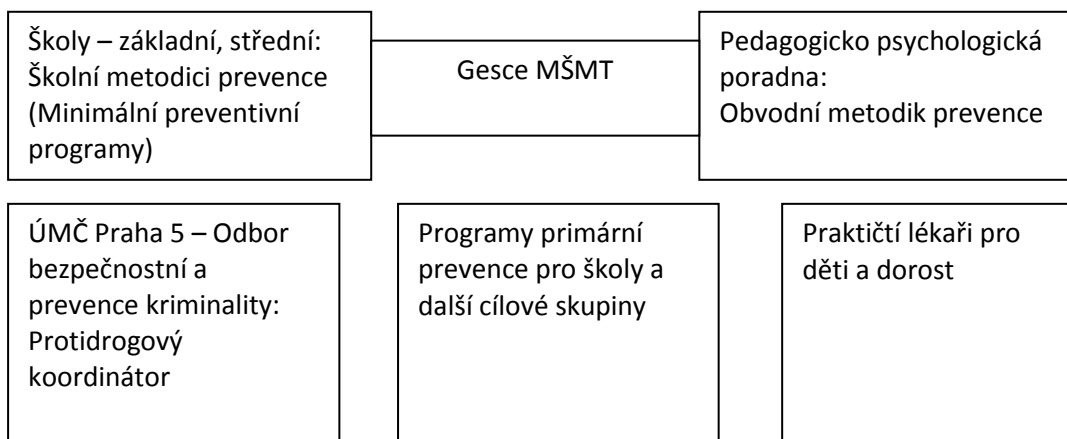 Školy – základní, střední:
Školní metodici prevence
(Minimální preventivní
programy)
Gesce MŠMT
Pedagogicko psychologická
poradna:
Obvodní metodik prevence
ÚMČ Praha 5 – Odbor
bezpečnostní a
prevence kriminality:
Protidrogový
koordinátor
Programy primární
prevence pro školy a
další cílové skupiny
Praktičtí lékaři pro
děti a dorost